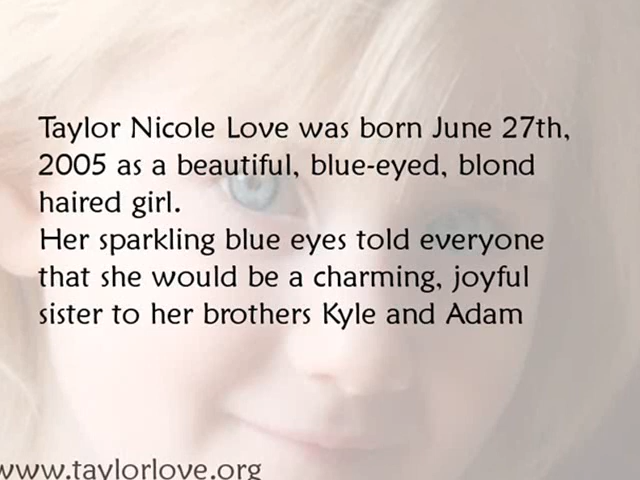 Taylor Nicole Love was born June 27th,
2005 as a beautiful, blue-eyed, blond
haired girl.
Her sparkling blue eyes told everyone
that she would be a charming, joyful
sister to her brothers Kyle and Adam
www.taylorlove.org